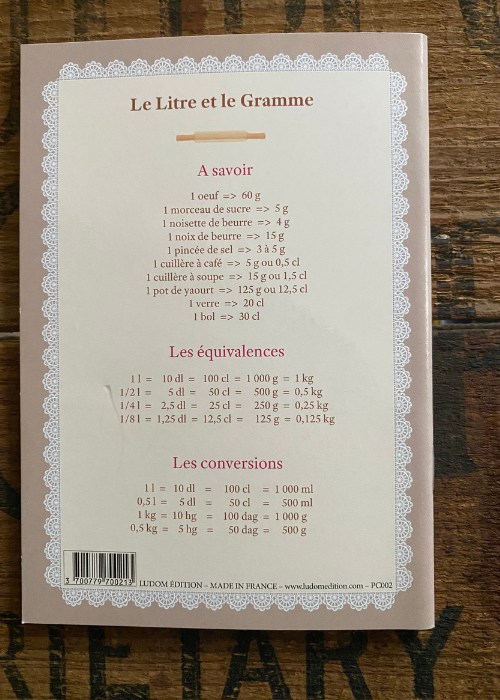 Le Litre et le Gramme
A savoir
1 oeuf => 60 g
1 morceau de sucre => 5 g
1 noisette de beurre => 4 g
1 noix de beurre => 15 g
1 pincée de sel => 3 à 5 g
1 cuillère à café => 5 g ou 0,5 cl
1 cuillère à soupe => 15 g ou 1,5 cl
1 pot de yaourt => 125 g ou 12,5 cl
1 verre => 20 cl
1 bol => 30 cl
Les équivalences
1 l = 10 dl = 100 cl = 1 000 g = 1 kg
1/2 l = 5 dl = 50 cl = 500 g = 0,5 kg
1/4 l = 2,5 dl = 25 cl = 250 g = 0,25 kg
1/8 l = 1,25 dl = 12,5 cl = 125 g = 0,125 kg
Les conversions
1 l = 10 dl = 100 cl = 1 000 ml
0,5 l = 5 dl = 50 cl = 500 ml
1 kg = 10 hg = 100 dag = 1 000 g
0,5 kg = 5 hg = 50 dag = 500 g
3 700779 700213
LUDOM ÉDITION – MADE IN FRANCE – www.ludomedition.com – PC002
RIETARY